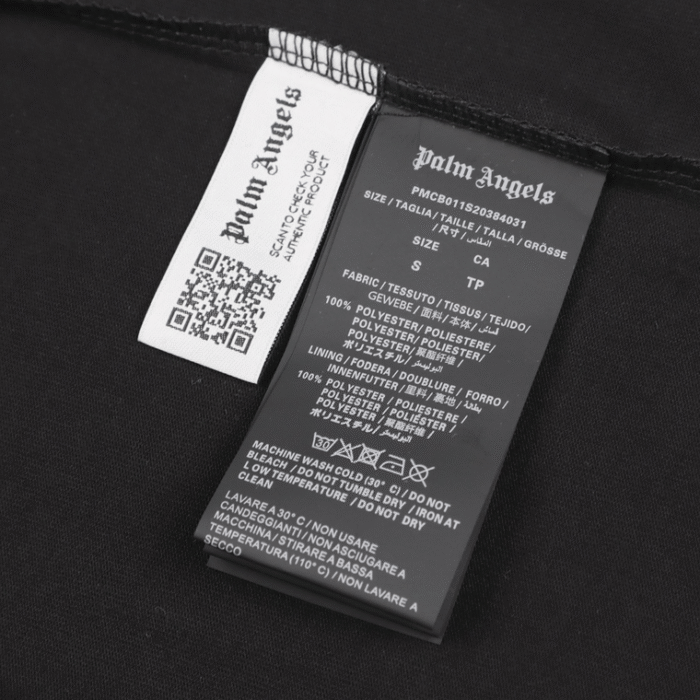 Palm Angels
SCAN TO CHECK YOUR
AUTHENTIC PRODUCT
Palm Angels
PMCB011S20384031
SIZE / TAGLIA / TAILLE / TALLA / GRÖSSE
/ 尺寸 / المقاس
SIZE CA
S TP
FABRIC / TESSUTO / TISSUS / TEJIDO /
GEWEBE / 面料 / 本体 / قماش
100% POLYESTER / POLIESTERE /
POLYESTER / POLIÉSTER /
POLYESTER / 聚酯纤维 /
ポリエステル / البوليستر
LINING / FODERA / DOUBLURE / FORRO /
INNENFUTTER / 里料 / 裏地 / بطانة
100% POLYESTER / POLIESTERE /
POLYESTER / POLIÉSTER /
POLYESTER / 聚酯纤维 /
ポリエステル / البوليستر
30
MACHINE WASH COLD (30° C) / DO NOT
BLEACH / DO NOT TUMBLE DRY / IRON AT
LOW TEMPERATURE / DO NOT DRY
CLEAN
LAVARE A 30° C / NON USARE
CANDEGGIANTI / NON ASCIUGARE A
MACCHINA / STIRARE A BASSA
TEMPERATURA (110° C) / NON LAVARE A
SECCO